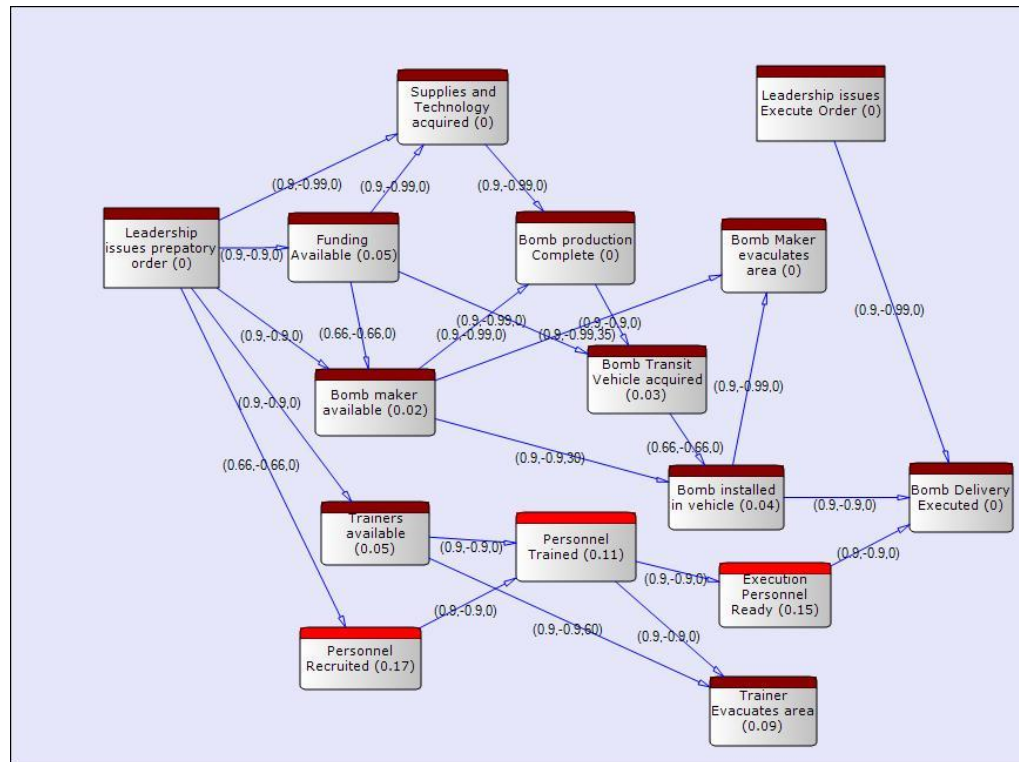 Supplies and
Technology
acquired (0)
Leadership issues
Execute Order (0)
(0.9,-0.99,0)
(0.9,-0.99,0)
(0.9,-0.99,0)
Leadership
issues prepatory
order (0)
(0.9,-0.9,0)
Funding
Available (0.05)
Bomb production
Complete (0)
Bomb Maker
evaculates
area (0)
(0.9,-0.9,0)
(0.66,-0.66,0)
(0.9,-0.99,0)
(0.9,-0.99,0)
(0.9,-0.9,0)
(0.9,-0.99,35)
(0.9,-0.99,0)
Bomb maker
available (0.02)
Bomb Transit
Vehicle acquired
(0.03)
(0.9,-0.99,0)
(0.9,-0.9,0)
(0.66,-0.66,0)
(0.9,-0.9,30)
(0.66,-0.66,0)
Bomb installed
in vehicle (0.04)
(0.9,-0.9,0)
Bomb Delivery
Executed (0)
Trainers
available
(0.05)
(0.9,-0.9,0)
Personnel
Trained (0.11)
(0.9,-0.9,0)
(0.9,-0.9,0)
Execution
Personnel
Ready (0.15)
(0.9,-0.9,0)
(0.9,-0.9,60)
(0.9,-0.9,0)
Personnel
Recruited (0.17)
Trainer
Evacuates area
(0.09)